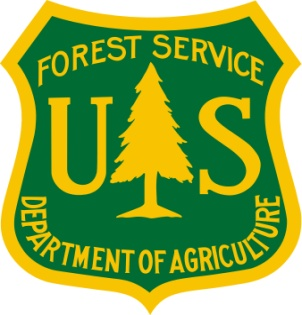 FOREST SERVICE
U S
DEPARTMENT OF AGRICULTURE